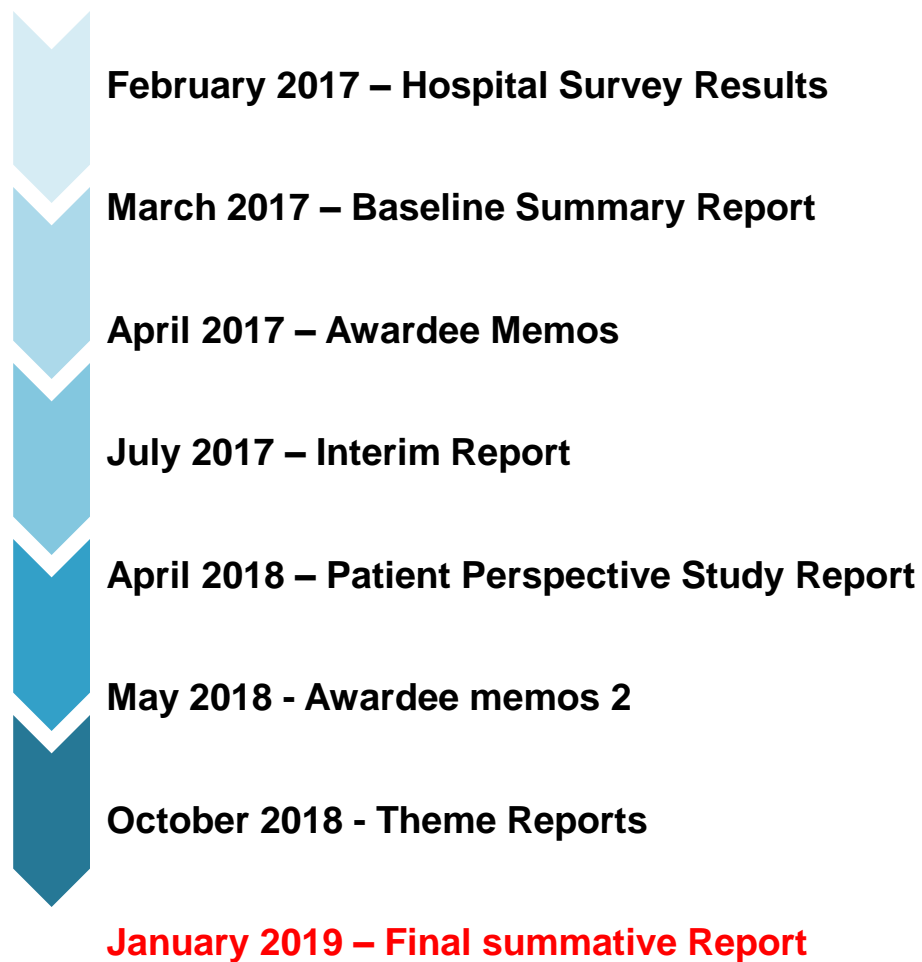 February 2017 – Hospital Survey Results
March 2017 – Baseline Summary Report
April 2017 – Awardee Memos
July 2017 – Interim Report
April 2018 – Patient Perspective Study Report
May 2018 - Awardee memos 2
October 2018 - Theme Reports
January 2019 – Final summative Report